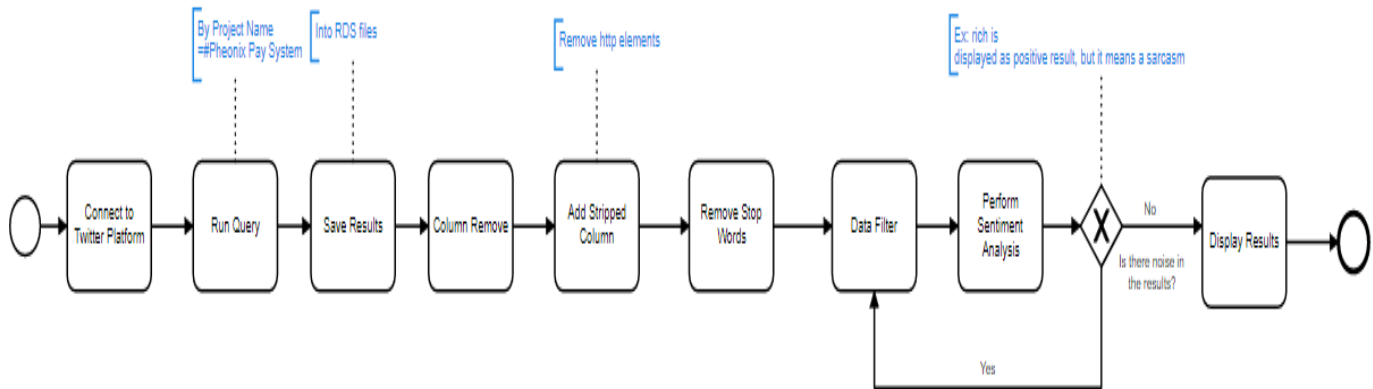 By Project Name
=#Pheonix Pay System
Into RDS files
Remove http elements
Ex: rich is
displayed as positive result, but it means a sarcasm
Connect to
Twitter Platform
Run Query
Save Results
Column Remove
Add Stripped
Column
Remove Stop
Words
Data Filter
Perform
Sentiment
Analysis
X
No
Is there noise in
the results?
Display Results
Yes